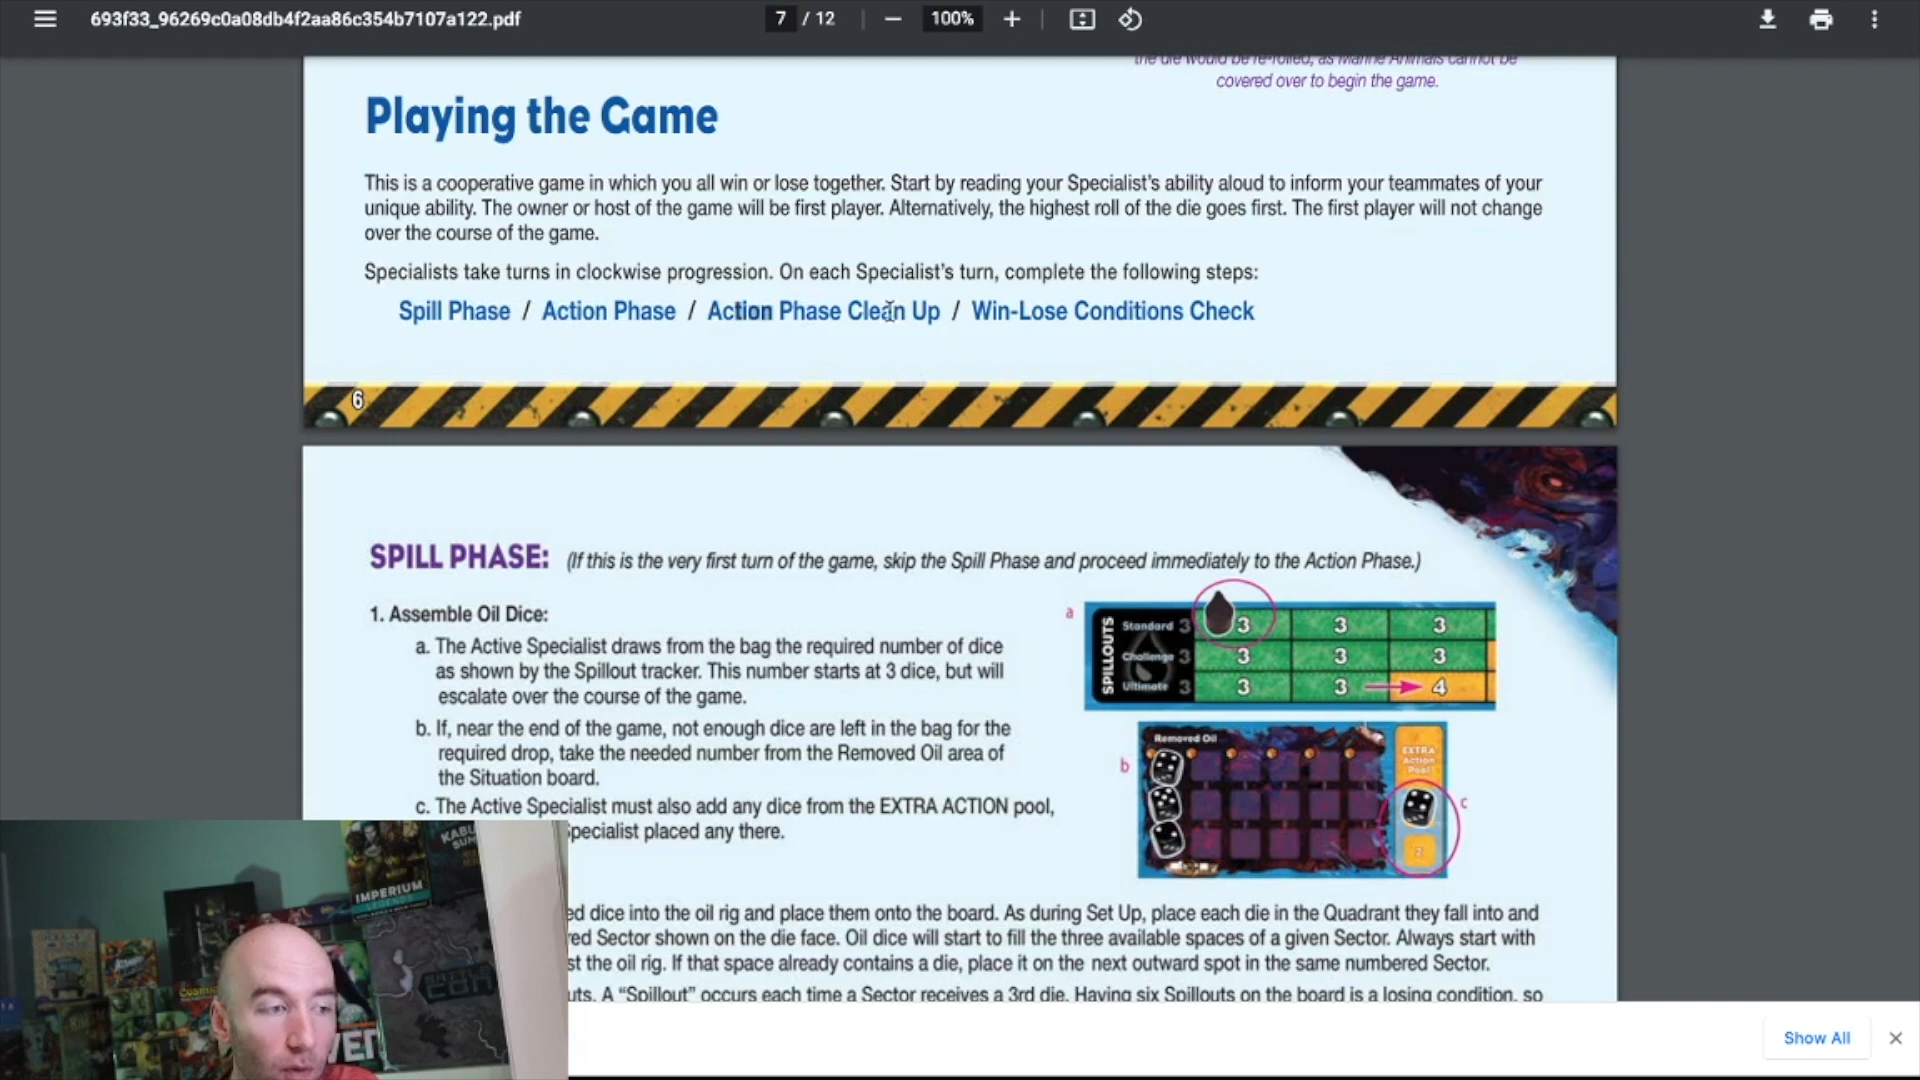 693f33_96269c0a08db4f2aa86c354b7107a122.pdf
7 / 12
100%
the die would be re-rolled, as Marine Animals cannot be
covered over to begin the game.
Playing the Game
This is a cooperative game in which you all win or lose together. Start by reading your Specialist's ability aloud to inform your teammates of your
unique ability. The owner or host of the game will be first player. Alternatively, the highest roll of the die goes first. The first player will not change
over the course of the game.
Specialists take turns in clockwise progression. On each Specialist's turn, complete the following steps:
Spill Phase / Action Phase / Action Phase Clean Up / Win-Lose Conditions Check
6
SPILL PHASE: (If this is the very first turn of the game, skip the Spill Phase and proceed immediately to the Action Phase.)
1. Assemble Oil Dice:
a. The Active Specialist draws from the bag the required number of dice
as shown by the Spillout tracker. This number starts at 3 dice, but will
escalate over the course of the game.
b. If, near the end of the game, not enough dice are left in the bag for the
required drop, take the needed number from the Removed Oil area of
the Situation board.
c. The Active Specialist must also add any dice from the EXTRA ACTION pool,
Specialist placed any there.
a
SPILLOUTS
Standard 3 3 3 3
Challenge 3 3 3 3
Ultimate 3 3 3 4
b
Removed Oil
EXTRA
Action
Pool
c
2
ed dice into the oil rig and place them onto the board. As during Set Up, place each die in the Quadrant they fall into and
red Sector shown on the die face. Oil dice will start to fill the three available spaces of a given Sector. Always start with
st the oil rig. If that space already contains a die, place it on the next outward spot in the same numbered Sector.
uts. A "Spillout" occurs each time a Sector receives a 3rd die. Having six Spillouts on the board is a losing condition, so
IMPERIUM
LEGENDS
Show All